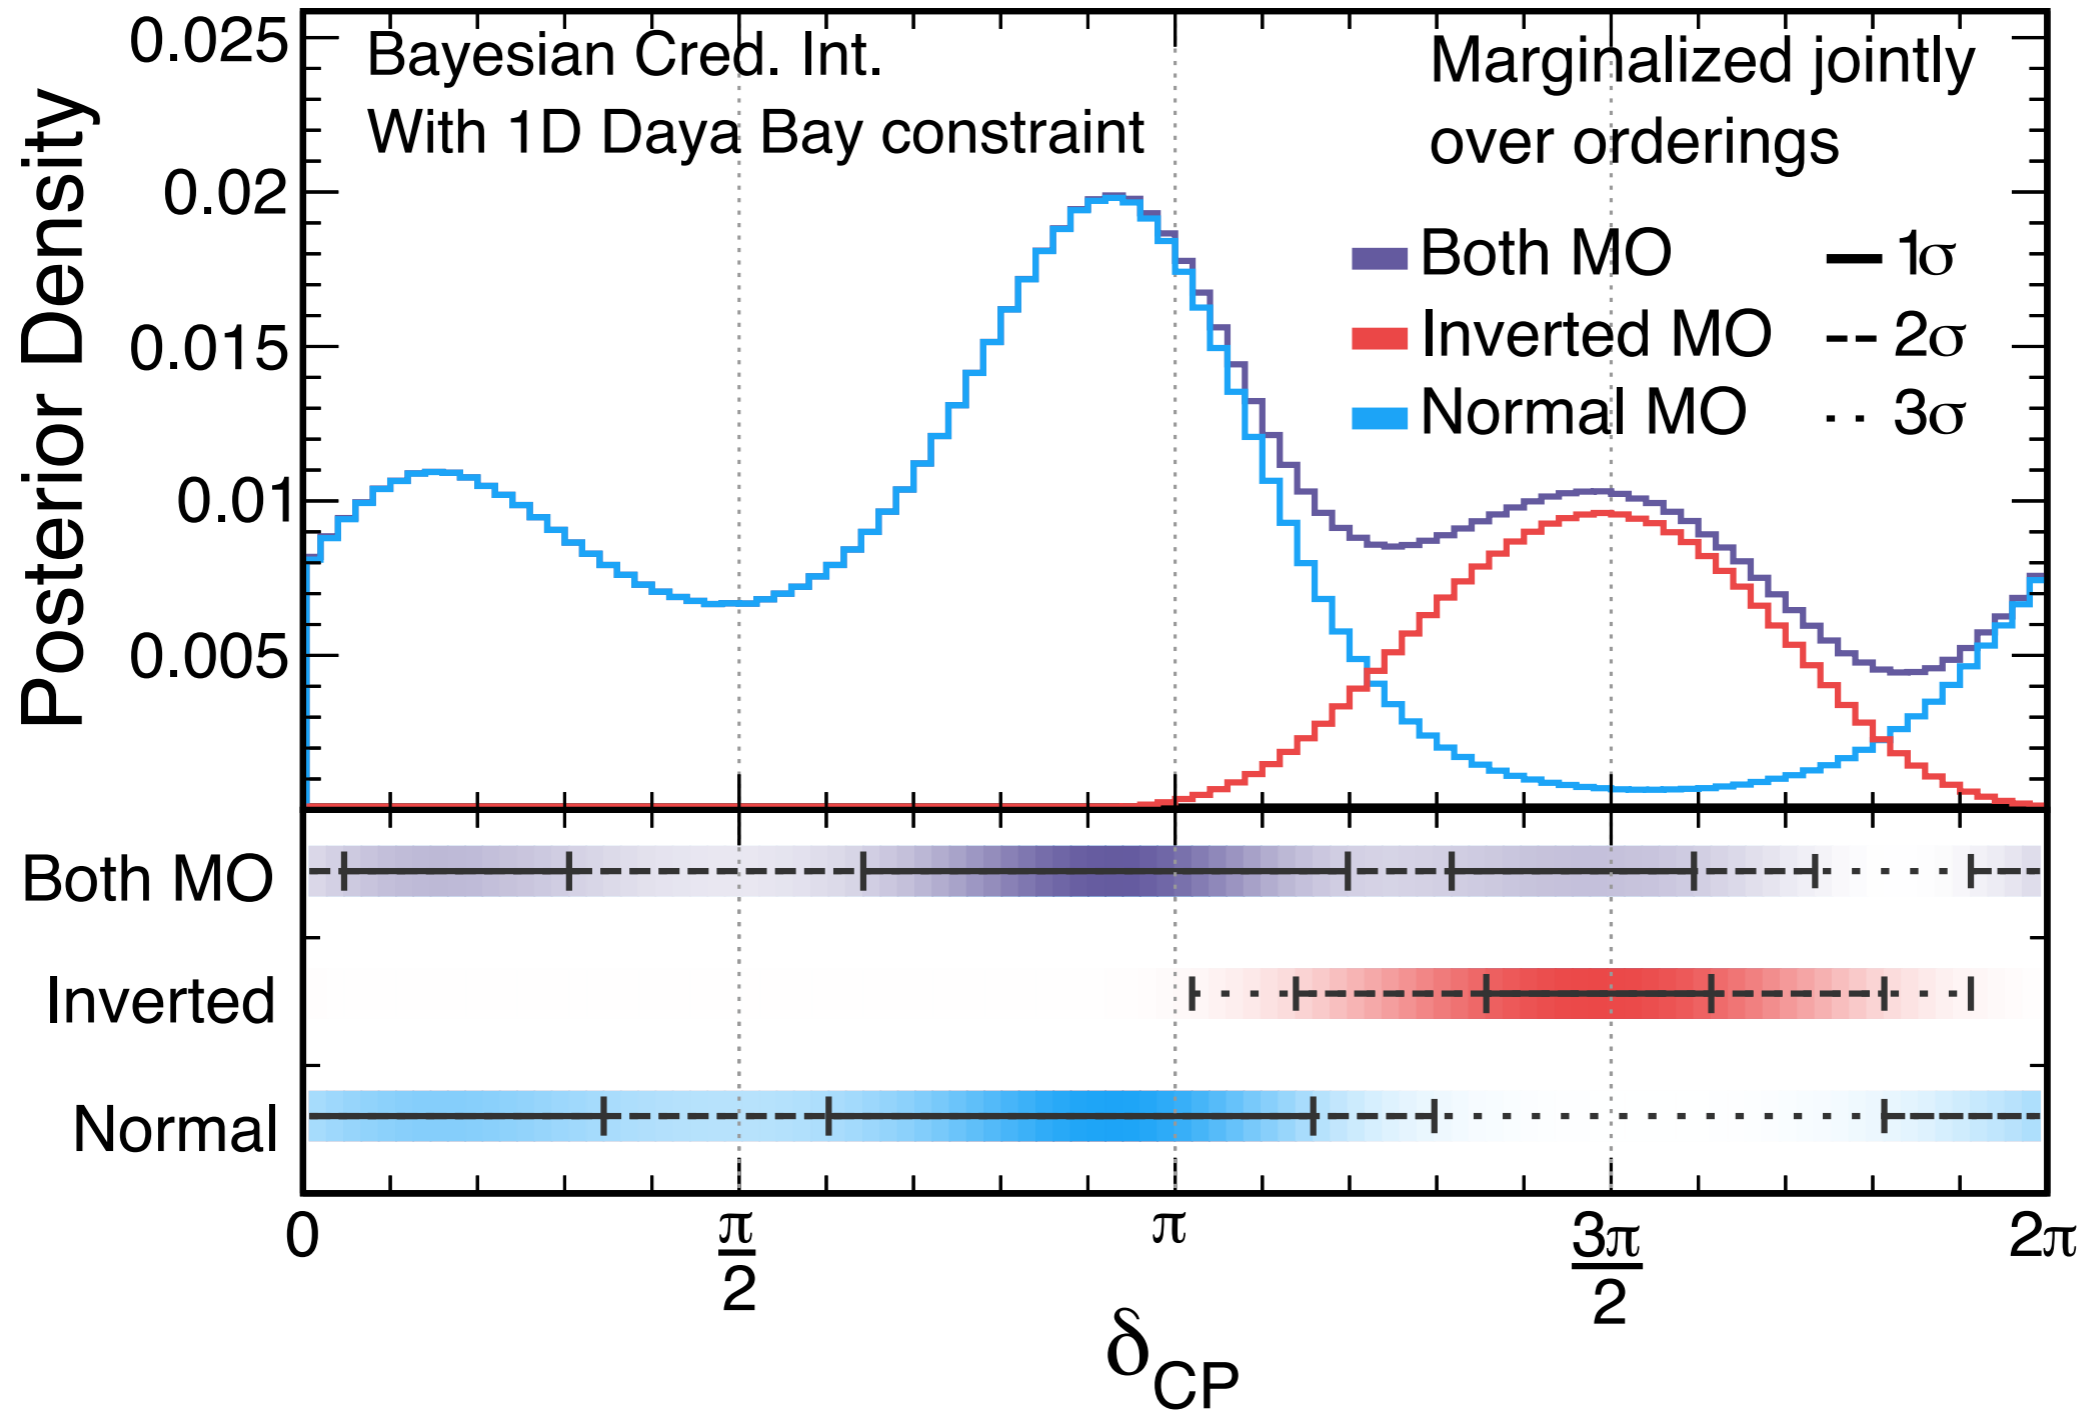 0.025
0.02
0.015
0.01
0.005
Posterior Density
Bayesian Cred. Int.
With 1D Daya Bay constraint
Marginalized jointly
over orderings
Both MO
1σ
Inverted MO
2σ
Normal MO
3σ
Both MO
Inverted
Normal
0
π
2
π
3π
2
2π
δCP